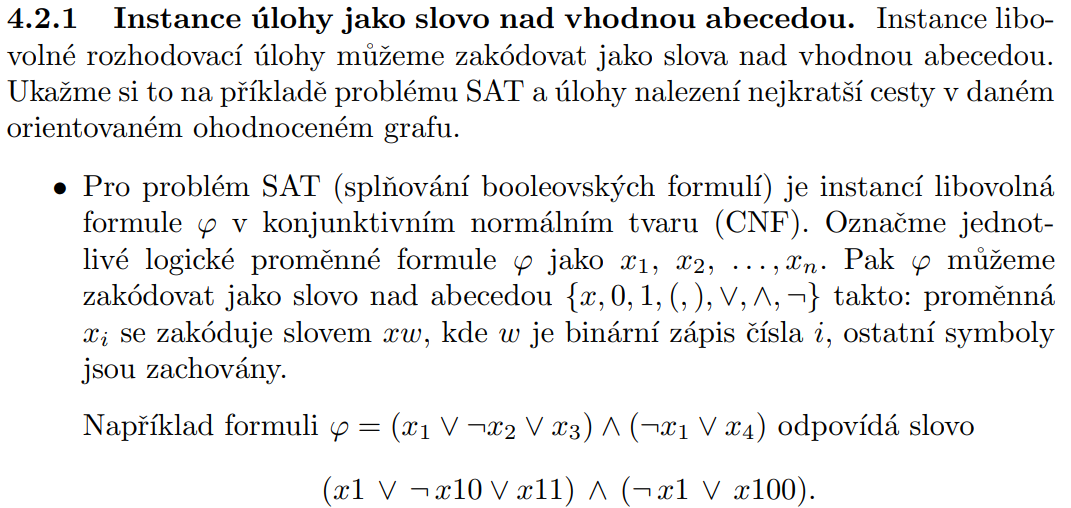 4.2.1 Instance úlohy jako slovo nad vhodnou abecedou. Instance libo-
volné rozhodovací úlohy můžeme zakódovat jako slova nad vhodnou abecedou.
Ukažme si to na příkladě problému SAT a úlohy nalezení nejkratší cesty v daném
orientovaném ohodnoceném grafu.
• Pro problém SAT (splňování booleovských formulí) je instancí libovolná
formule φ v konjunktivním normálním tvaru (CNF). Označme jednot-
livé logické proměnné formule φ jako x₁, x₂, …, xₙ. Pak φ můžeme
zakódovat jako slovo nad abecedou {x, 0, 1, (, ), ∨, ∧, ¬} takto: proměnná
xᵢ se zakóduje slovem xw, kde w je binární zápis čísla i, ostatní symboly
jsou zachovány.
Například formuli φ = (x₁ ∨ ¬x₂ ∨ x₃) ∧ (¬x₁ ∨ x₄) odpovídá slovo
(x1 ∨ ¬ x10 ∨ x11) ∧ (¬ x1 ∨ x100).